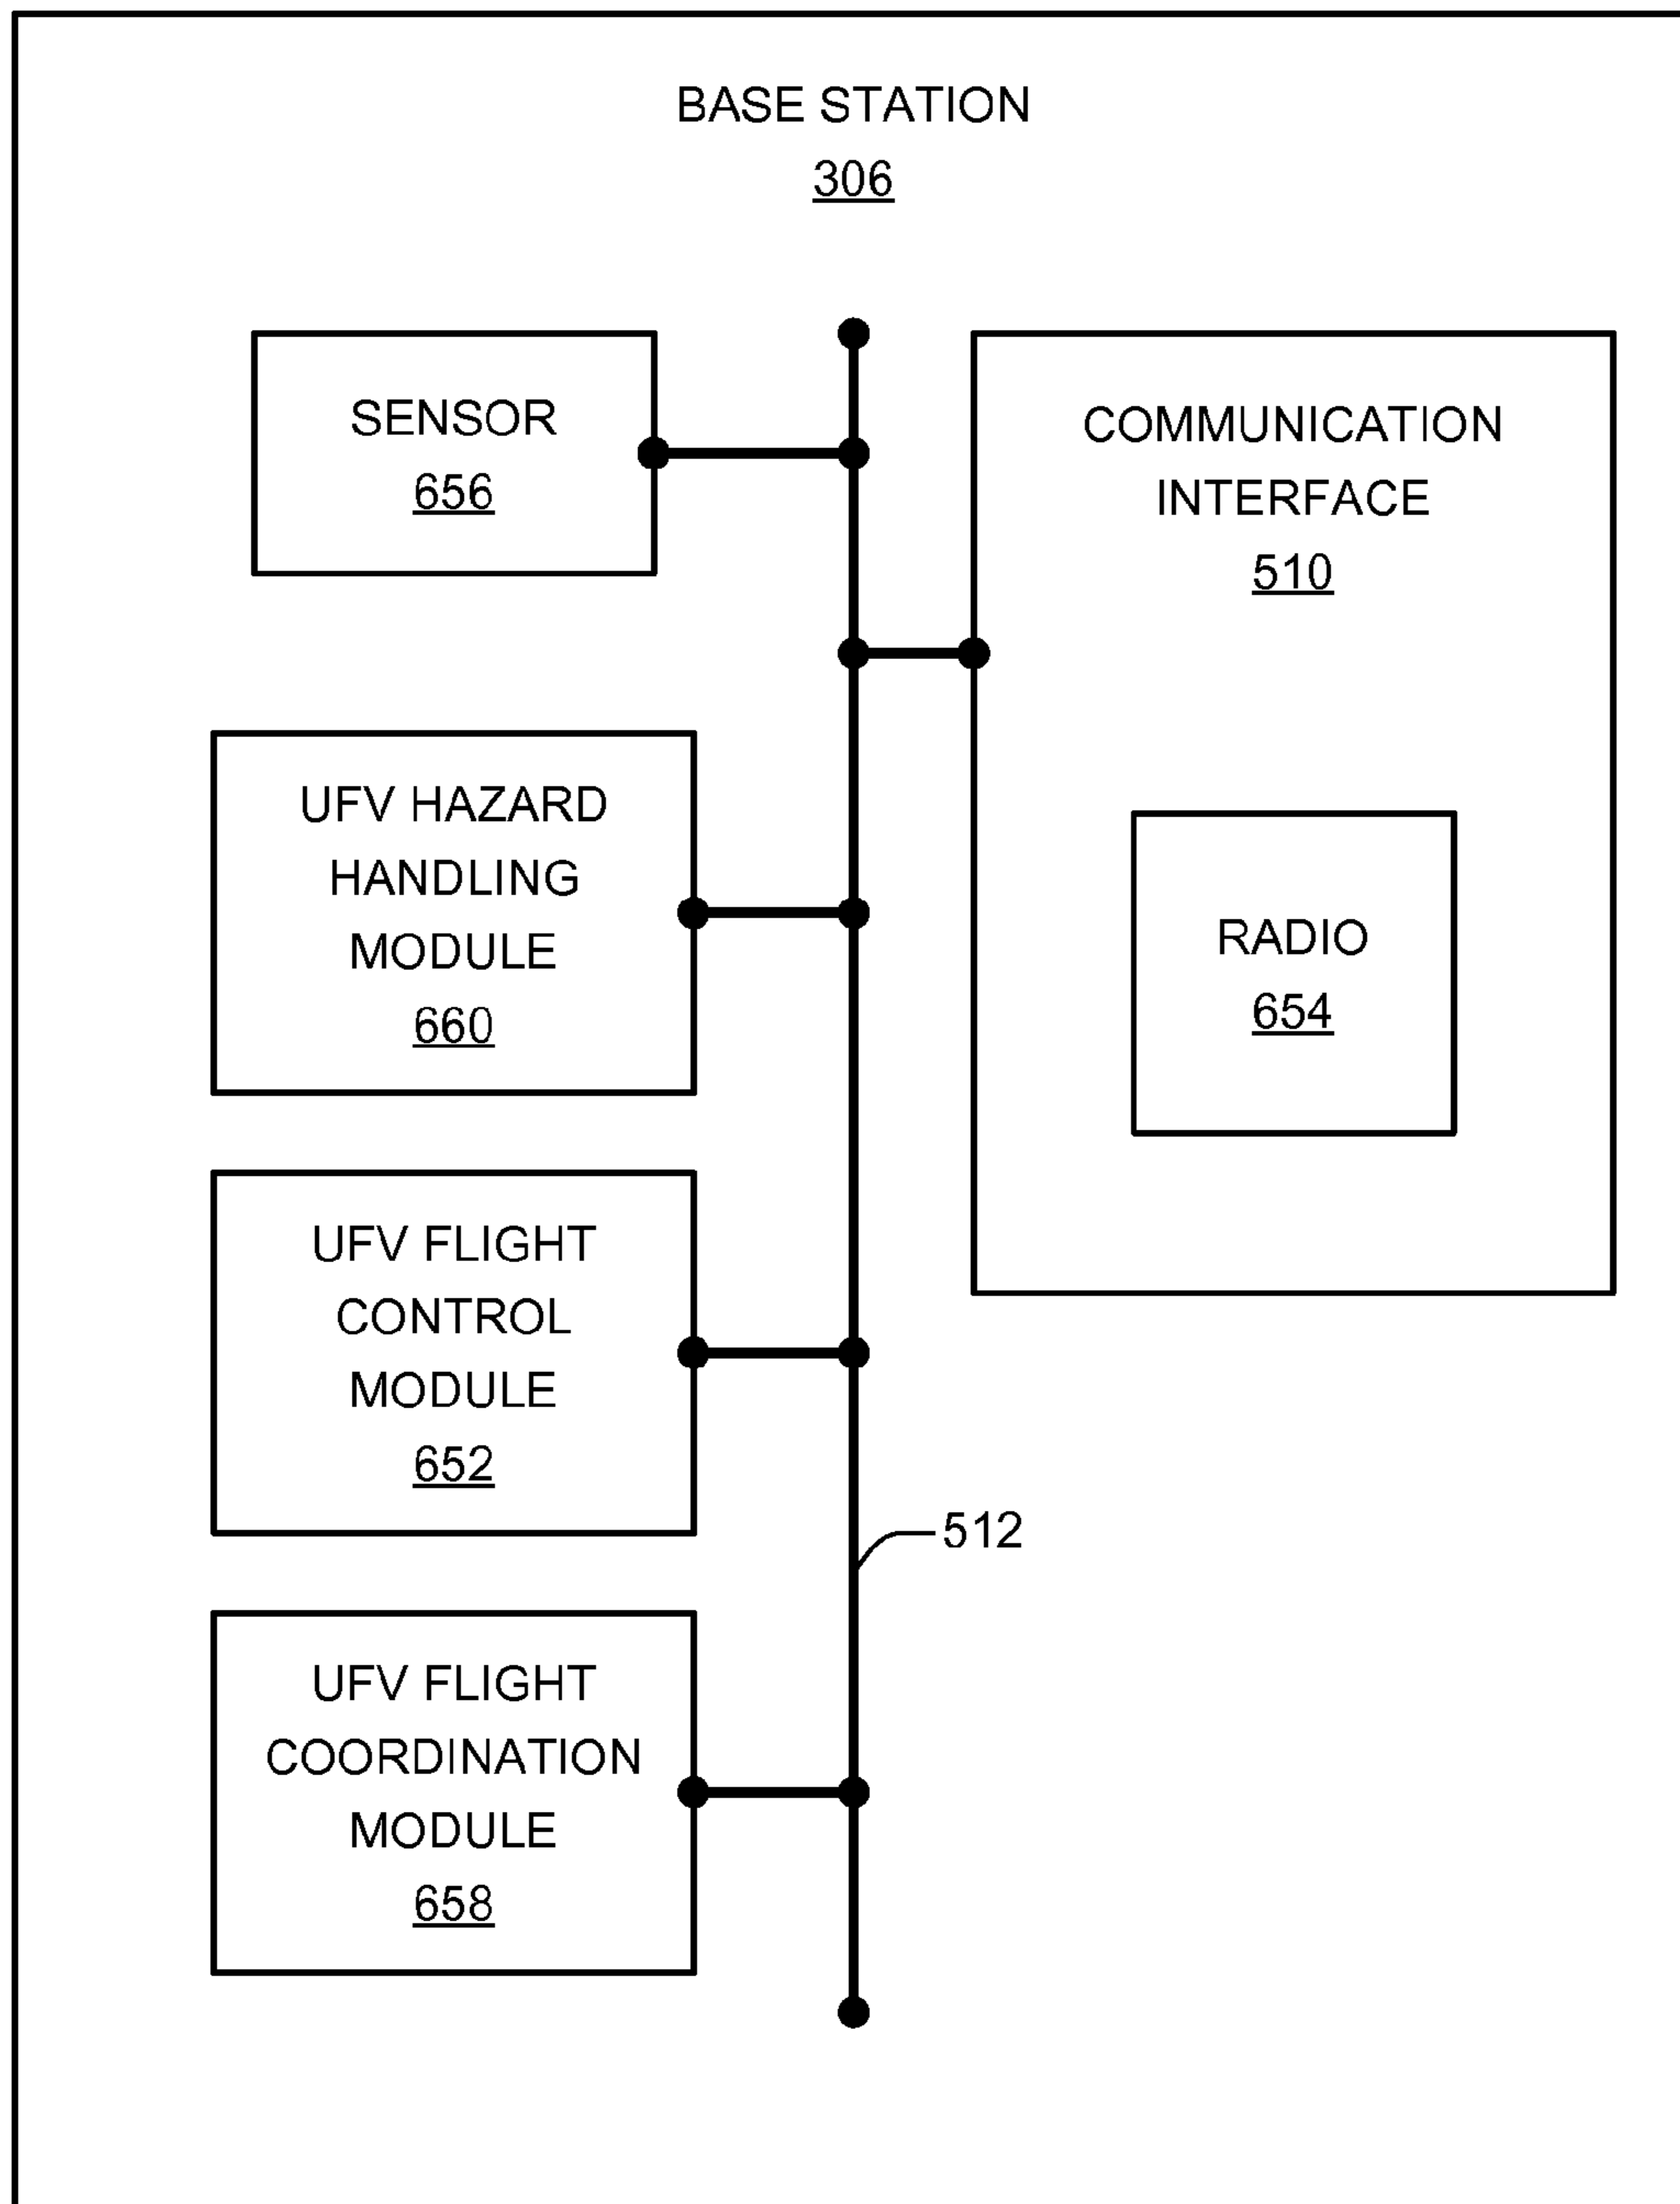 BASE STATION
306
SENSOR
656
COMMUNICATION
INTERFACE
510
UFV HAZARD
HANDLING
MODULE
660
RADIO
654
UFV FLIGHT
CONTROL
MODULE
652
512
UFV FLIGHT
COORDINATION
MODULE
658